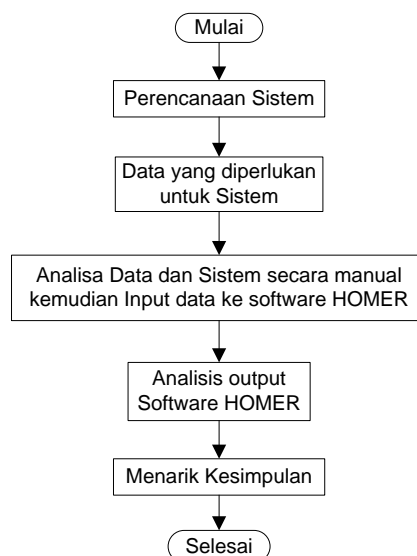 Mulai
Perencanaan Sistem
Data yang diperlukan
untuk Sistem
Analisa Data dan Sistem secara manual
kemudian Input data ke software HOMER
Analisis output
Software HOMER
Menarik Kesimpulan
Selesai